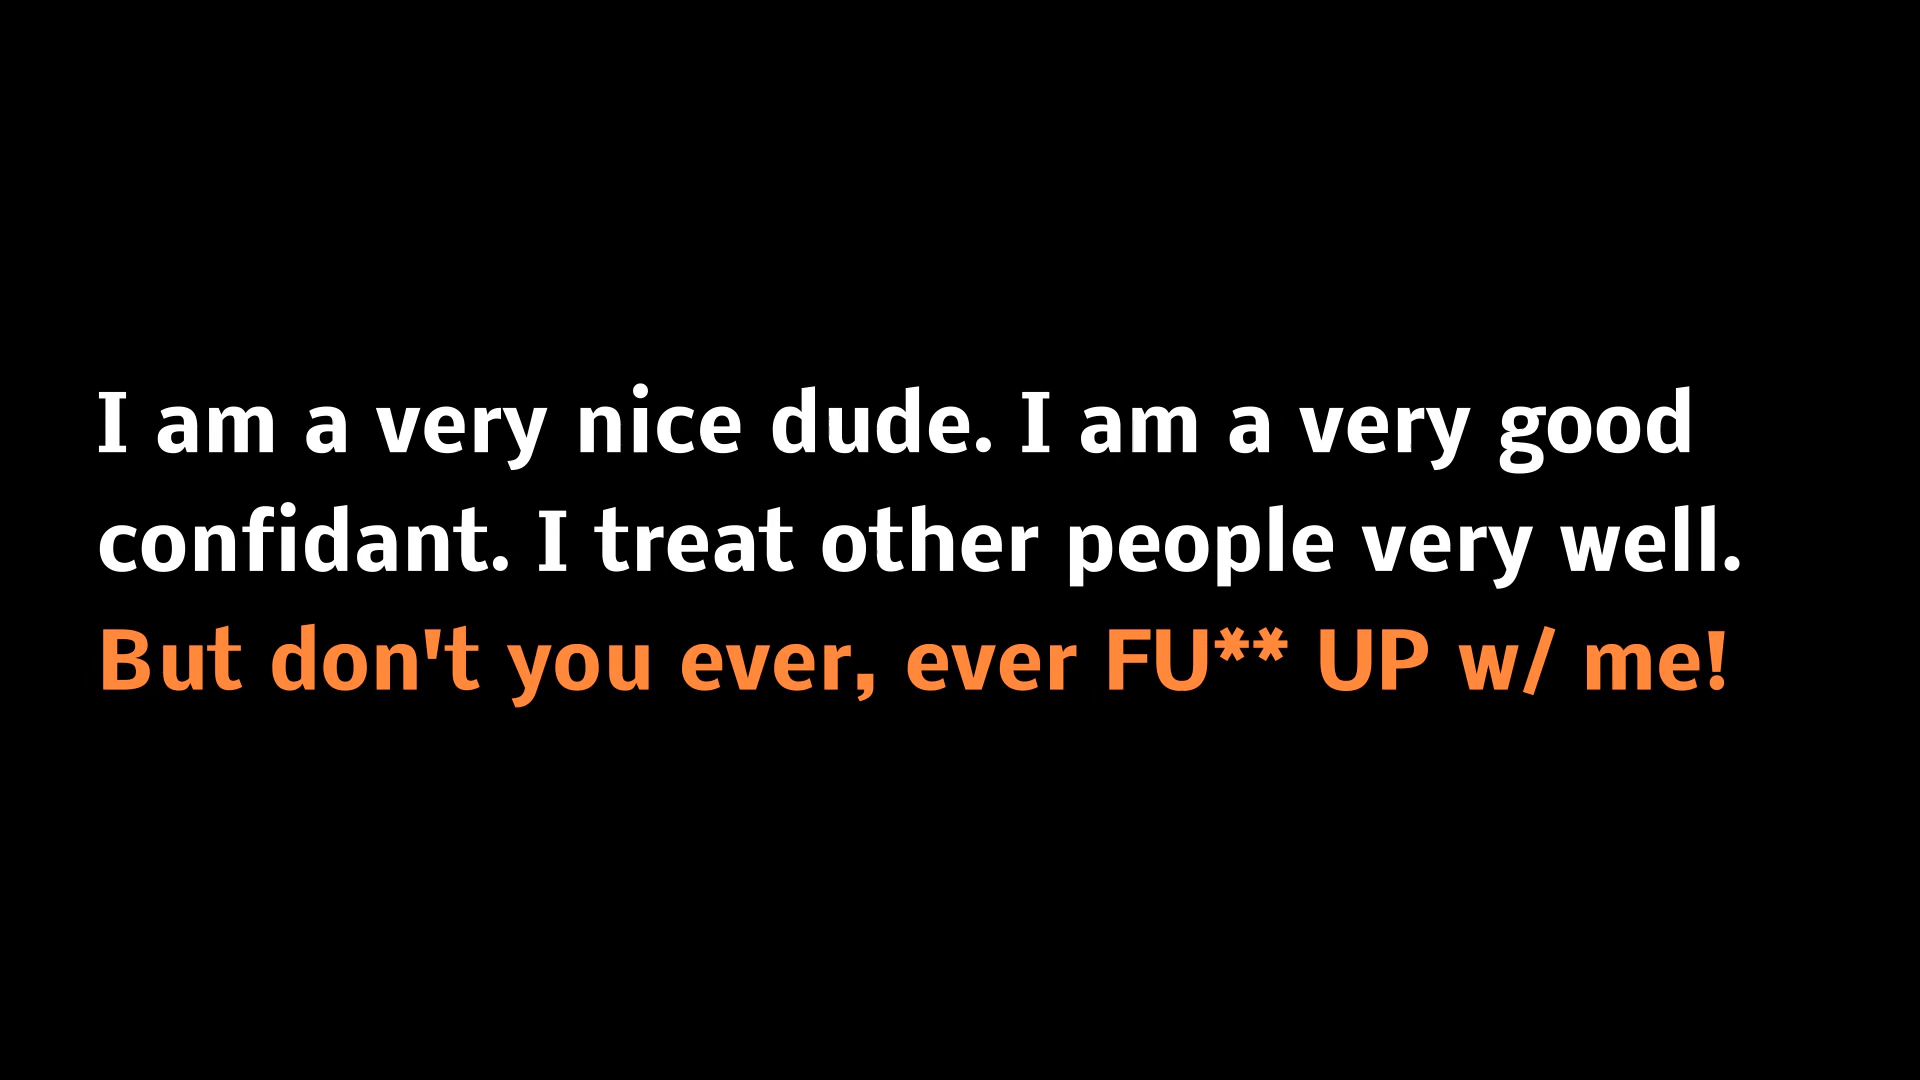 I am a very nice dude. I am a very good
confidant. I treat other people very well.
But don't you ever, ever FU** UP w/ me!